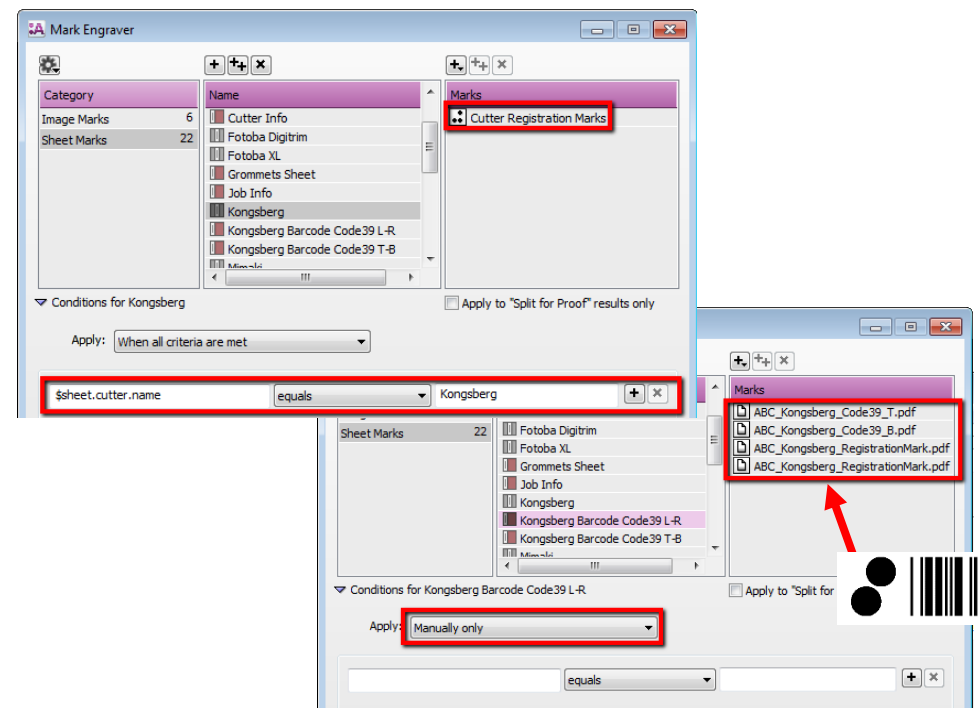 Mark Engraver
Category
Image Marks 6
Sheet Marks 22
Name
Cutter Info
Fotoba Digitrim
Fotoba XL
Grommets Sheet
Job Info
Kongsberg
Kongsberg Barcode Code39 L-R
Kongsberg Barcode Code39 T-B
Mimaki
Marks
Cutter Registration Marks
Conditions for Kongsberg
Apply to "Split for Proof" results only
Apply: When all criteria are met
$sheet.cutter.name equals Kongsberg
Sheet Marks 22
Fotoba Digitrim
Fotoba XL
Grommets Sheet
Job Info
Kongsberg
Kongsberg Barcode Code39 L-R
Kongsberg Barcode Code39 T-B
Mimaki
Marks
ABC_Kongsberg_Code39_T.pdf
ABC_Kongsberg_Code39_B.pdf
ABC_Kongsberg_RegistrationMark.pdf
ABC_Kongsberg_RegistrationMark.pdf
Conditions for Kongsberg Barcode Code39 L-R
Apply to "Split for
Apply: Manually only
equals